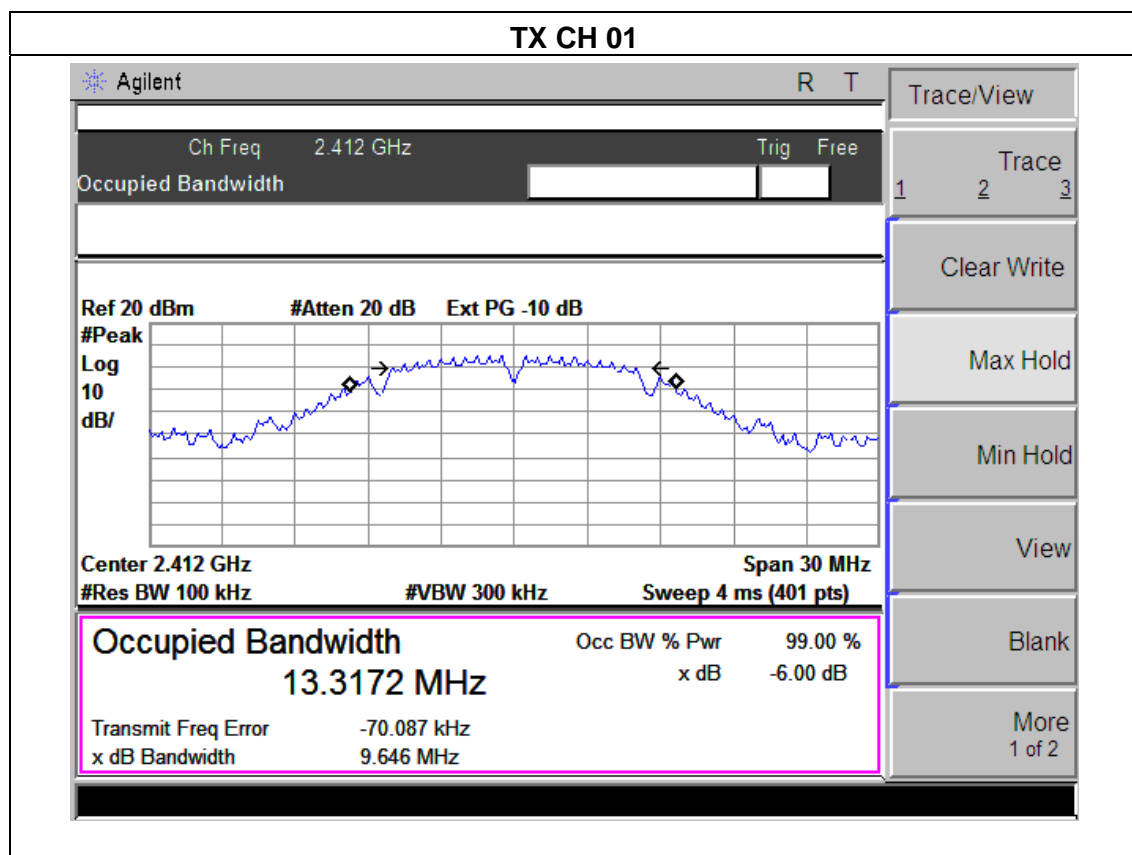 TX CH 01
Agilent R T
Trace/View
Ch Freq 2.412 GHz Trig Free
Occupied Bandwidth
Trace
1 2 3
Clear Write
Ref 20 dBm #Atten 20 dB Ext PG -10 dB
#Peak
Log
10
dB/
Max Hold
Min Hold
Center 2.412 GHz Span 30 MHz
#Res BW 100 kHz #VBW 300 kHz Sweep 4 ms (401 pts)
View
Occupied Bandwidth Occ BW % Pwr 99.00 %
13.3172 MHz x dB -6.00 dB
Blank
Transmit Freq Error -70.087 kHz
x dB Bandwidth 9.646 MHz
More
1 of 2